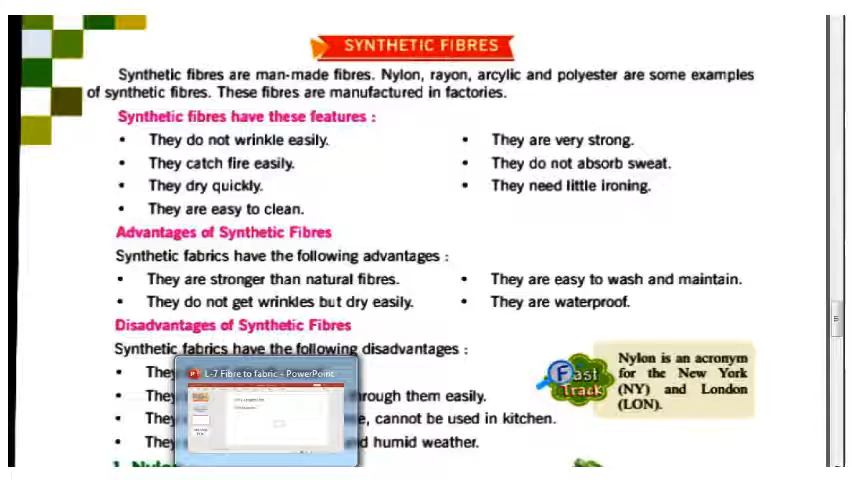 SYNTHETIC FIBRES
Synthetic fibres are man-made fibres. Nylon, rayon, arcylic and polyester are some examples
of synthetic fibres. These fibres are manufactured in factories.
Synthetic fibres have these features :
• They do not wrinkle easily.
• They are very strong.
• They catch fire easily.
• They do not absorb sweat.
• They dry quickly.
• They need little ironing.
• They are easy to clean.
Advantages of Synthetic Fibres
Synthetic fabrics have the following advantages :
• They are stronger than natural fibres.
• They are easy to wash and maintain.
• They do not get wrinkles but dry easily.
• They are waterproof.
Disadvantages of Synthetic Fibres
Synthetic fabrics have the following disadvantages :
• They
L-7 Fibre to fabric - PowerPoint
• They hrough them easily.
• They , cannot be used in kitchen.
• They nd humid weather.
Fast
Track
Nylon is an acronym
for the New York
(NY) and London
(LON).
1. Nylon